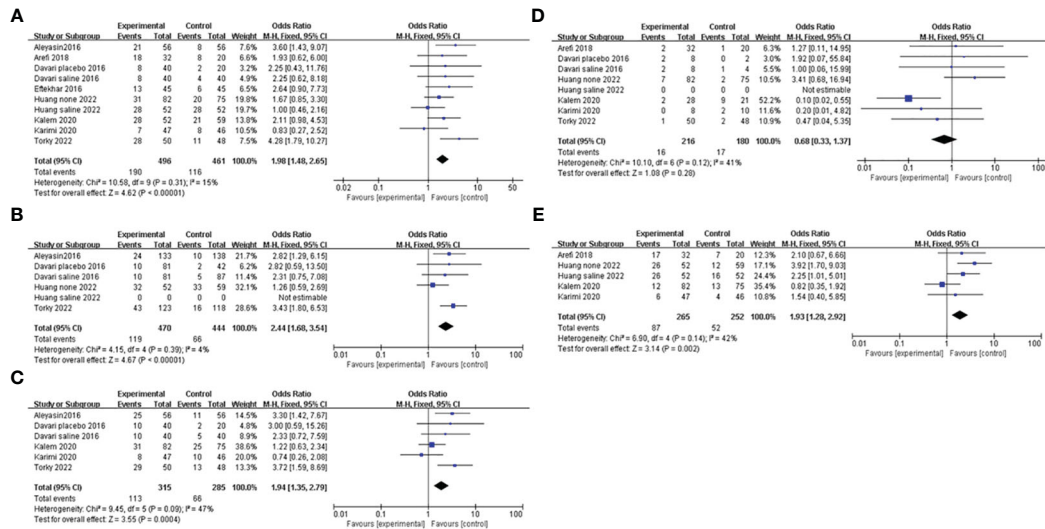 A
Experimental Control Odds Ratio Odds Ratio
Study or Subgroup Events Total Events Total Weight M-H, Fixed, 95% CI M-H, Fixed, 95% CI
Aleyasin2016 21 56 8 56 7.6% 3.60 [1.43, 9.07]
Arefi 2018 18 32 8 20 6.6% 1.93 [0.62, 6.00]
Davari placebo 2016 8 40 2 20 3.2% 2.25 [0.43, 11.76]
Davari saline 2016 8 40 4 40 4.9% 2.25 [0.62, 8.18]
Eftekhar 2016 13 45 6 45 6.5% 2.64 [0.90, 7.73]
Huang none 2022 31 82 20 75 19.8% 1.67 [0.85, 3.30]
Huang saline 2022 28 52 28 52 19.7% 1.00 [0.46, 2.16]
Kalem 2020 28 52 21 59 13.8% 2.11 [0.98, 4.53]
Karimi 2020 7 47 8 46 10.4% 0.83 [0.27, 2.52]
Torky 2022 28 50 11 48 7.5% 4.28 [1.79, 10.27]
Total (95% CI) 496 461 100.0% 1.98 [1.48, 2.65]
Total events 190 116
Heterogeneity: Chi² = 10.58, df = 9 (P = 0.31); I² = 15%
Test for overall effect: Z = 4.62 (P < 0.00001)
0.02 0.1 1 10 50
Favours [experimental] Favours [control]
B
Experimental Control Odds Ratio Odds Ratio
Study or Subgroup Events Total Events Total Weight M-H, Fixed, 95% CI M-H, Fixed, 95% CI
Aleyasin2016 24 133 10 138 21.7% 2.82 [1.29, 6.15]
Davari placebo 2016 10 81 2 42 6.2% 2.82 [0.59, 13.50]
Davari saline 2016 10 81 5 87 11.4% 2.31 [0.75, 7.08]
Huang none 2022 32 52 33 59 32.1% 1.26 [0.59, 2.69]
Huang saline 2022 0 0 0 0 Not estimable
Torky 2022 43 123 16 118 28.7% 3.43 [1.80, 6.53]
Total (95% CI) 470 444 100.0% 2.44 [1.68, 3.54]
Total events 119 66
Heterogeneity: Chi² = 4.15, df = 4 (P = 0.39); I² = 4%
Test for overall effect: Z = 4.67 (P < 0.00001)
0.01 0.1 1 10 100
Favours [experimental] Favours [control]
C
Experimental Control Odds Ratio Odds Ratio
Study or Subgroup Events Total Events Total Weight M-H, Fixed, 95% CI M-H, Fixed, 95% CI
Aleyasin2016 25 56 11 56 14.5% 3.30 [1.42, 7.67]
Davari placebo 2016 10 40 2 20 4.8% 3.00 [0.59, 15.26]
Davari saline 2016 10 40 5 40 8.9% 2.33 [0.72, 7.59]
Kalem 2020 31 82 25 75 38.6% 1.22 [0.63, 2.34]
Karimi 2020 8 47 10 46 20.0% 0.74 [0.26, 2.08]
Torky 2022 29 50 13 48 13.3% 3.72 [1.59, 8.69]
Total (95% CI) 315 285 100.0% 1.94 [1.35, 2.79]
Total events 113 66
Heterogeneity: Chi² = 9.45, df = 5 (P = 0.09); I² = 47%
Test for overall effect: Z = 3.55 (P = 0.0004)
0.01 0.1 1 10 100
Favours [experimental] Favours [control]
D
Experimental Control Odds Ratio Odds Ratio
Study or Subgroup Events Total Events Total Weight M-H, Fixed, 95% CI M-H, Fixed, 95% CI
Arefi 2018 2 32 1 20 6.3% 1.27 [0.11, 14.95]
Davari placebo 2016 2 8 0 2 1.92 [0.07, 55.84]
Davari saline 2016 2 8 1 4 1.00 [0.06, 15.99]
Huang none 2022 7 82 2 75 3.41 [0.68, 16.94]
Huang saline 2022 0 0 0 0 Not estimable
Kalem 2020 2 28 9 21 52.2% 0.10 [0.02, 0.55]
Karimi 2020 0 8 2 10 0.20 [0.01, 4.82]
Torky 2022 1 50 2 48 0.47 [0.04, 5.35]
Total (95% CI) 216 180 100.0% 0.68 [0.33, 1.37]
Total events 16 17
Heterogeneity: Chi² = 10.10, df = 6 (P = 0.12); I² = 41%
Test for overall effect: Z = 1.08 (P = 0.28)
0.01 0.1 1 10 100
Favours [experimental] Favours [control]
E
Experimental Control Odds Ratio Odds Ratio
Study or Subgroup Events Total Events Total Weight M-H, Fixed, 95% CI M-H, Fixed, 95% CI
Arefi 2018 17 32 7 20 12.3% 2.10 [0.67, 6.66]
Huang none 2022 26 52 12 59 17.1% 3.92 [1.70, 9.03]
Huang saline 2022 26 52 16 52 24.4% 2.25 [1.01, 5.01]
Kalem 2020 12 82 13 75 35.4% 0.82 [0.35, 1.92]
Karimi 2020 6 47 4 46 10.8% 1.54 [0.40, 5.85]
Total (95% CI) 265 252 100.0% 1.93 [1.28, 2.92]
Total events 87 52
Heterogeneity: Chi² = 6.90, df = 4 (P = 0.14); I² = 42%
Test for overall effect: Z = 3.14 (P = 0.002)
0.01 0.1 1 10 100
Favours [experimental] Favours [control]